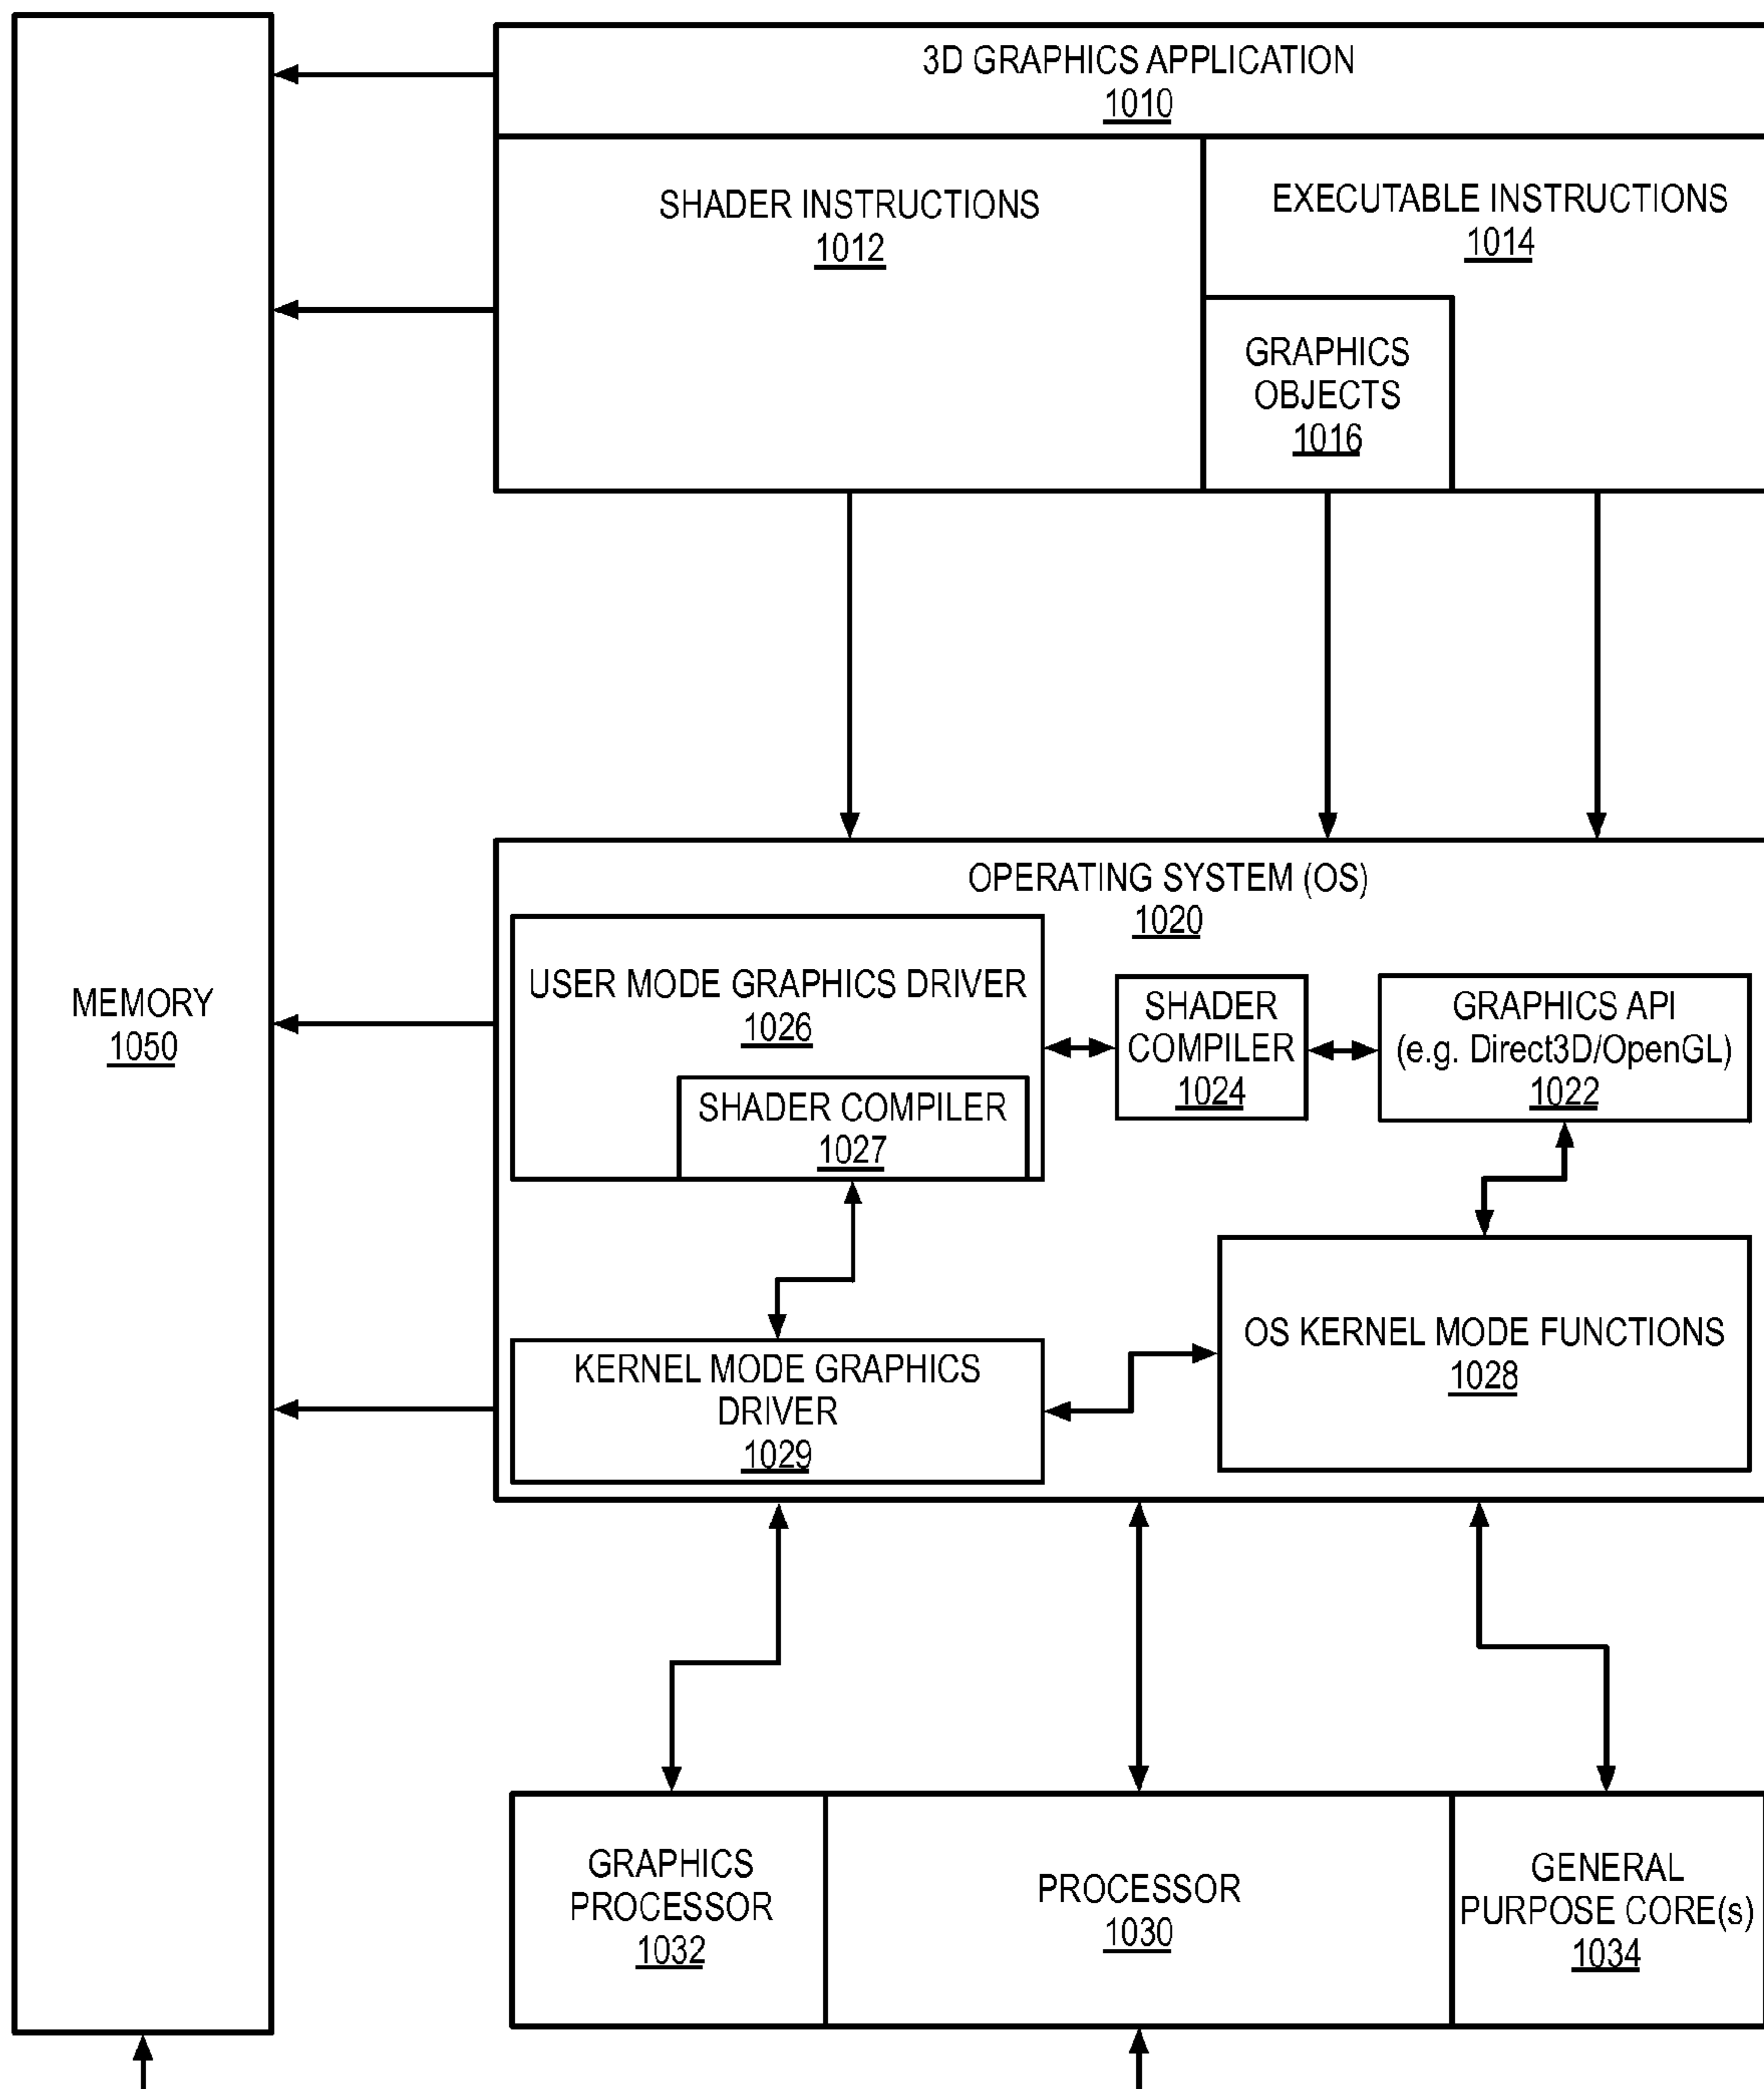 3D GRAPHICS APPLICATION
1010
SHADER INSTRUCTIONS
1012
EXECUTABLE INSTRUCTIONS
1014
GRAPHICS
OBJECTS
1016
MEMORY
1050
OPERATING SYSTEM (OS)
1020
USER MODE GRAPHICS DRIVER
1026
SHADER COMPILER
1027
SHADER
COMPILER
1024
GRAPHICS API
(e.g. Direct3D/OpenGL)
1022
KERNEL MODE GRAPHICS
DRIVER
1029
OS KERNEL MODE FUNCTIONS
1028
GRAPHICS
PROCESSOR
1032
PROCESSOR
1030
GENERAL
PURPOSE CORE(s)
1034